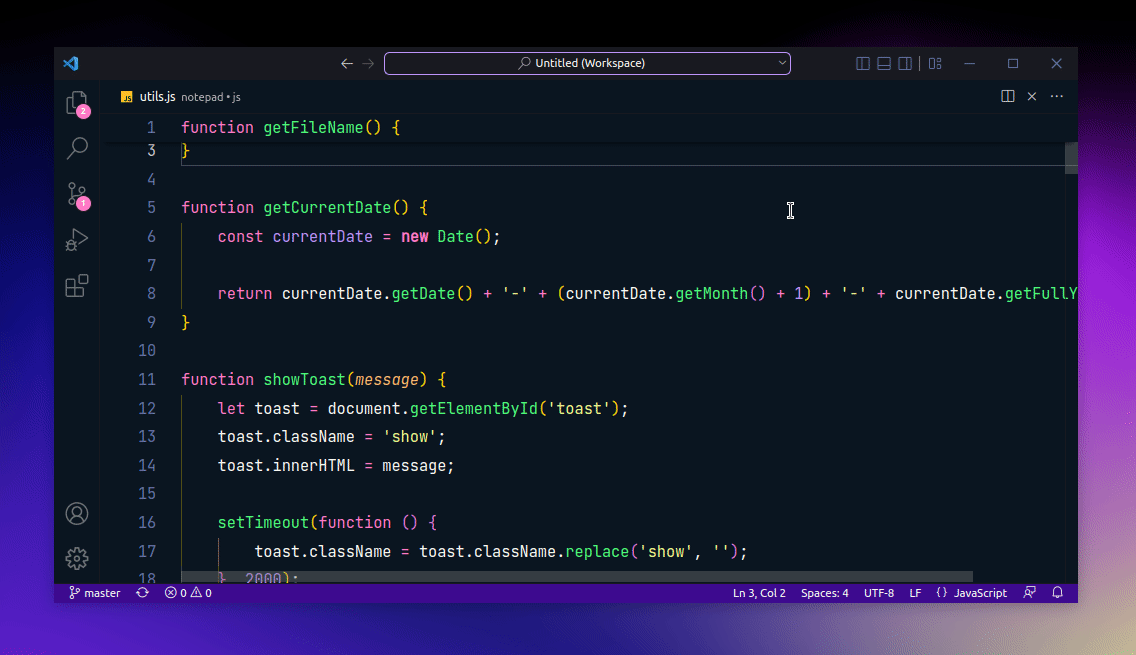 Untitled (Workspace)
2
1
JS utils.js notepad • js
1 function getFileName() {
3 }
4
5 function getCurrentDate() {
6 const currentDate = new Date();
7
8 return currentDate.getDate() + '-' + (currentDate.getMonth() + 1) + '-' + currentDate.getFullY
9 }
10
11 function showToast(message) {
12 let toast = document.getElementById('toast');
13 toast.className = 'show';
14 toast.innerHTML = message;
15
16 setTimeout(function () {
17 toast.className = toast.className.replace('show', '');
18 }, 2000);
master 0 0 Ln 3, Col 2 Spaces: 4 UTF-8 LF {} JavaScript